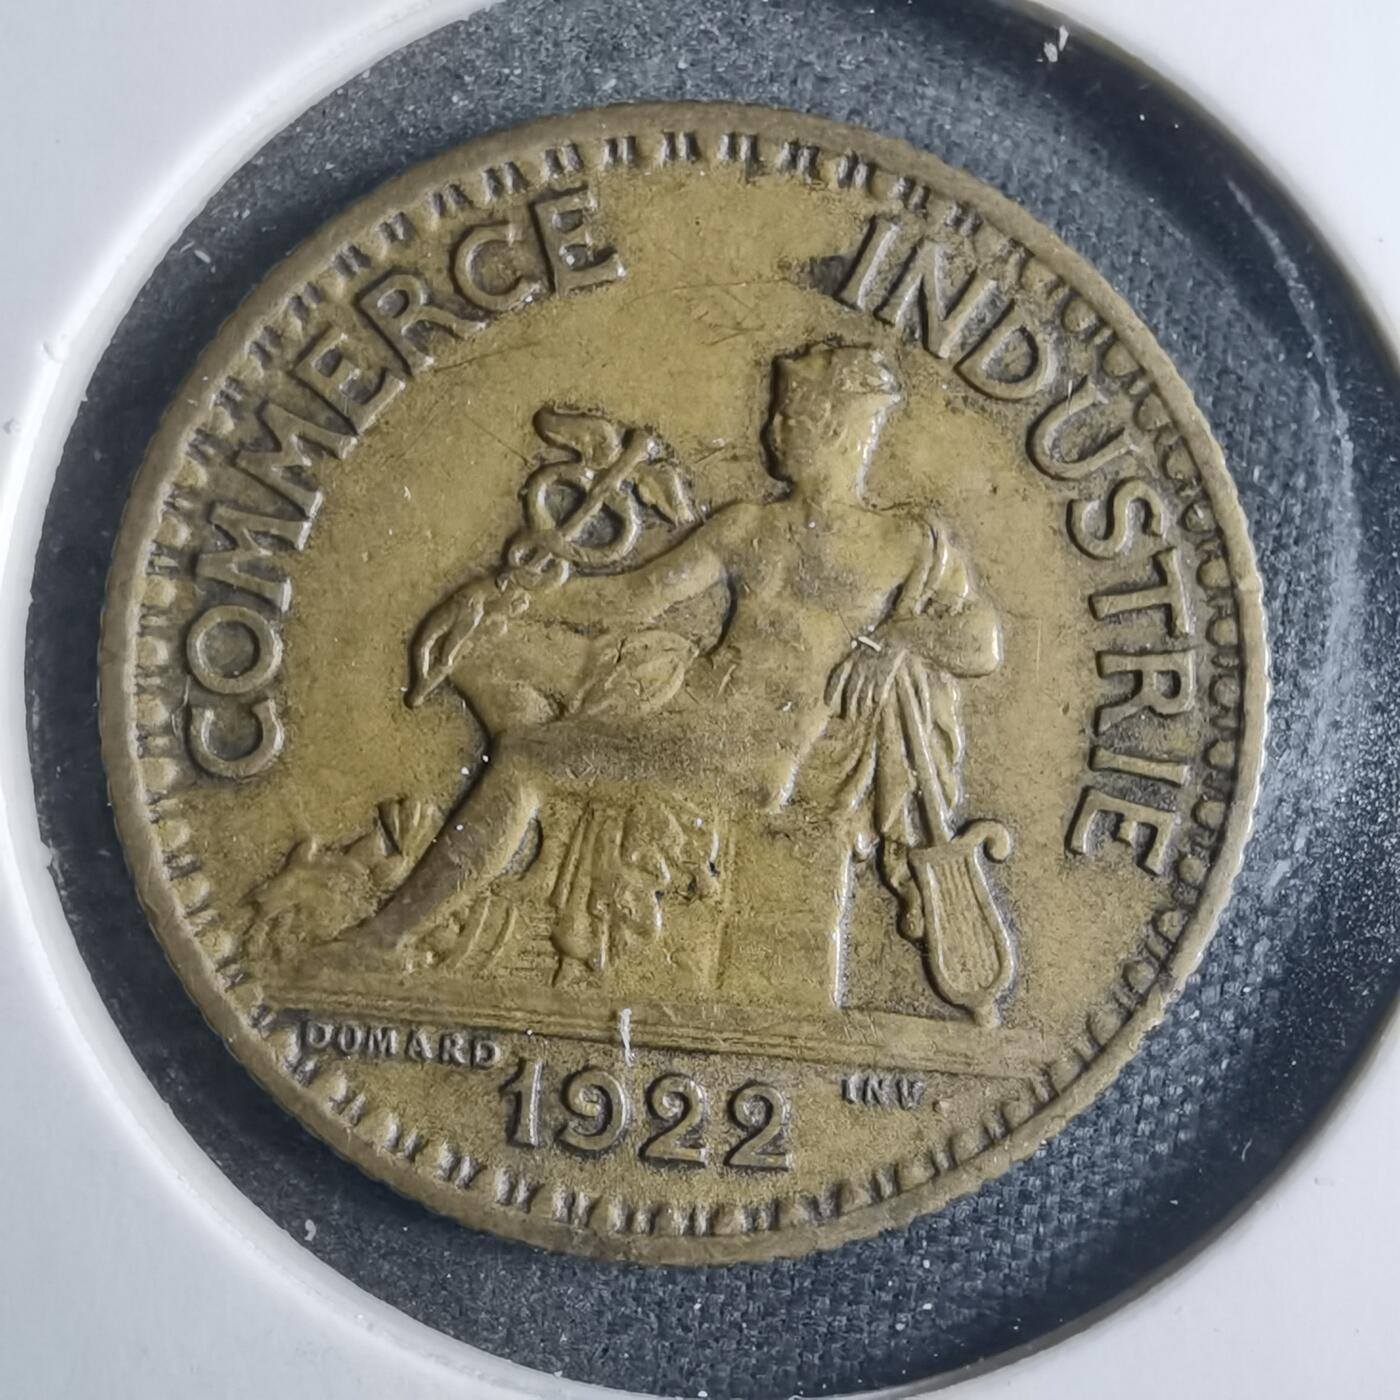 COMMERCE INDUSTRIE
DOMARD INV.
1922